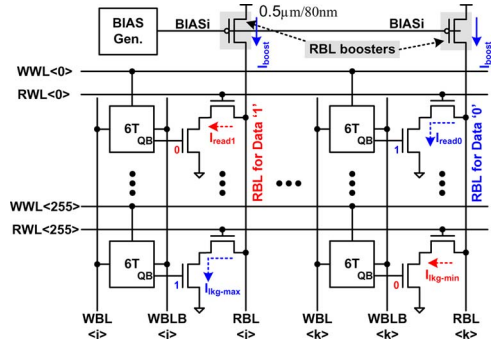 BIAS
Gen.
BIASi
0.5μm/80nm
BIASi
RBL boosters
Iboost
Iboost
WWL<0>
RWL<0>
6T
QB
0
Iread1
RBL for Data '1'
6T
QB
1
Iread0
RBL for Data '0'
WWL<255>
RWL<255>
6T
QB
1
Ilkg-max
6T
QB
0
Ilkg-min
WBL WBLB RBL WBL WBLB RBL
<i> <i> <i> <k> <k> <k>